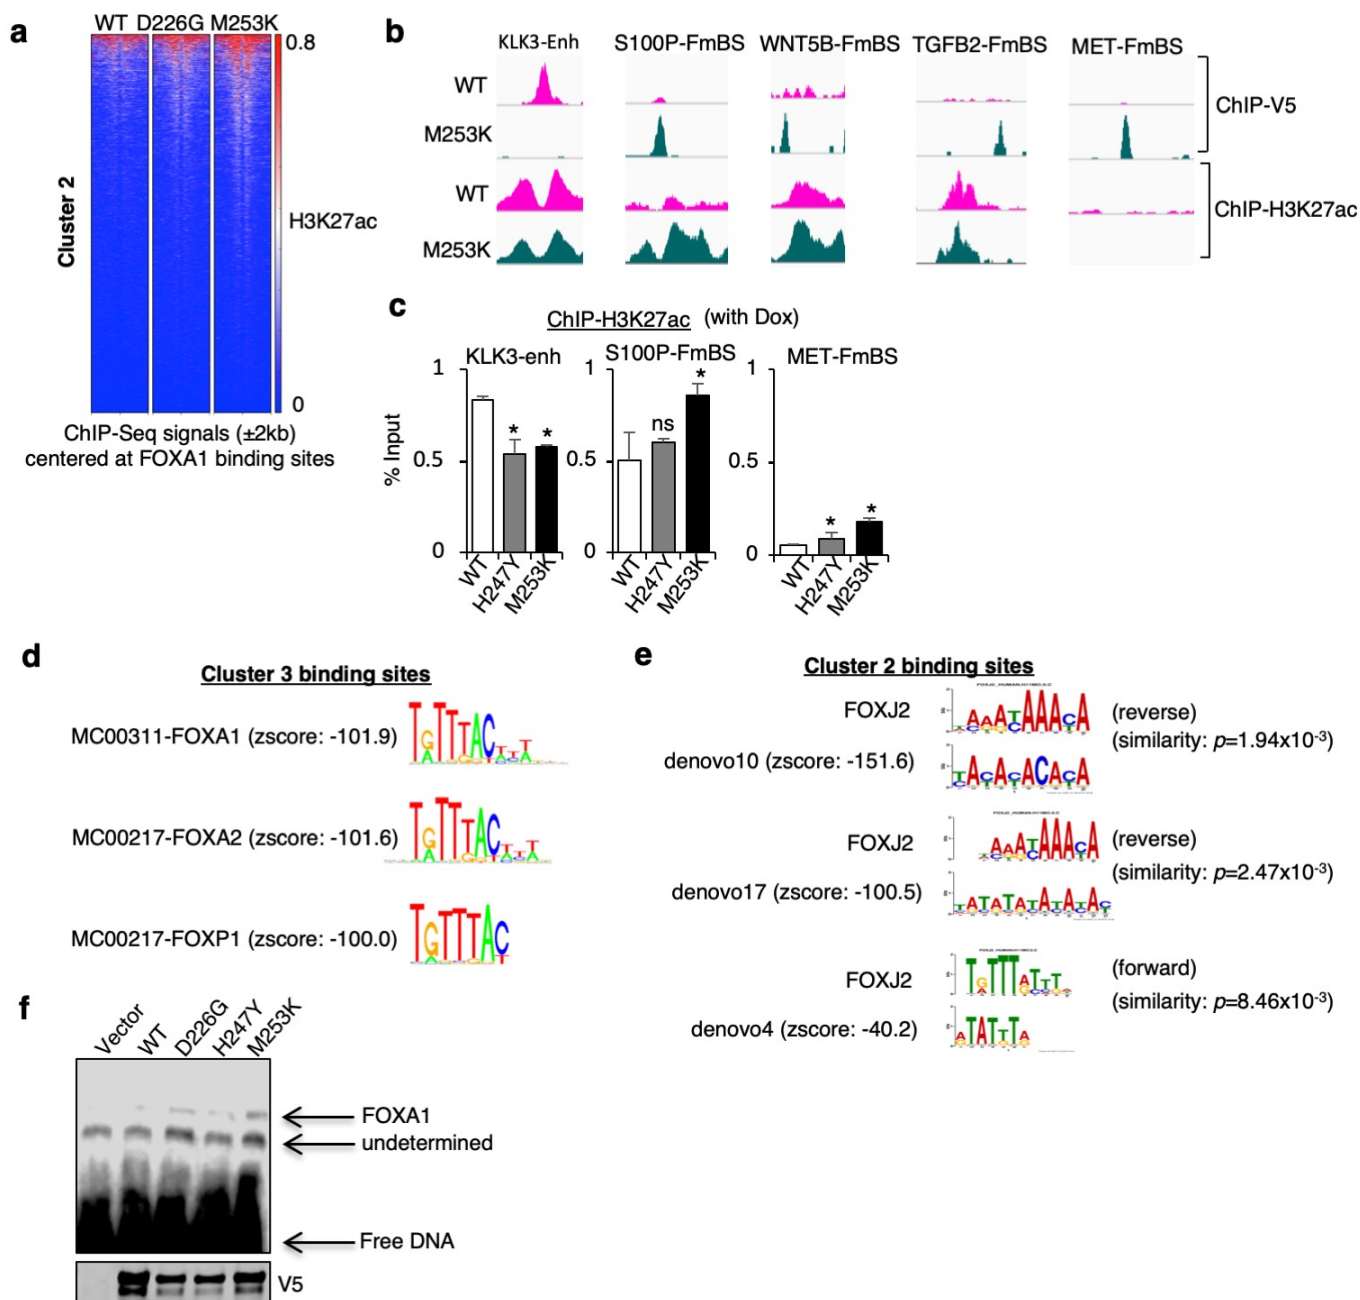 a
WT D226G M253K
0.8
H3K27ac
0
Cluster 2
ChIP-Seq signals (±2kb)
centered at FOXA1 binding sites
b
KLK3-Enh S100P-FmBS WNT5B-FmBS TGFB2-FmBS MET-FmBS
WT
M253K
ChIP-V5
WT
M253K
ChIP-H3K27ac
c
ChIP-H3K27ac (with Dox)
KLK3-enh S100P-FmBS MET-FmBS
% Input
1
0.5
0
* *
WT
H247Y
M253K
1
0.5
0
ns *
WT
H247Y
M253K
1
0.5
0
* *
WT
H247Y
M253K
d
Cluster 3 binding sites
MC00311-FOXA1 (zscore: -101.9)
MC00217-FOXA2 (zscore: -101.6)
MC00217-FOXP1 (zscore: -100.0)
e
Cluster 2 binding sites
FOXJ2
(reverse)
(similarity: p=1.94x10⁻³)
denovo10 (zscore: -151.6)
FOXJ2
(reverse)
(similarity: p=2.47x10⁻³)
denovo17 (zscore: -100.5)
FOXJ2
(forward)
(similarity: p=8.46x10⁻³)
denovo4 (zscore: -40.2)
f
Vector
WT
D226G
H247Y
M253K
FOXA1
undetermined
Free DNA
V5